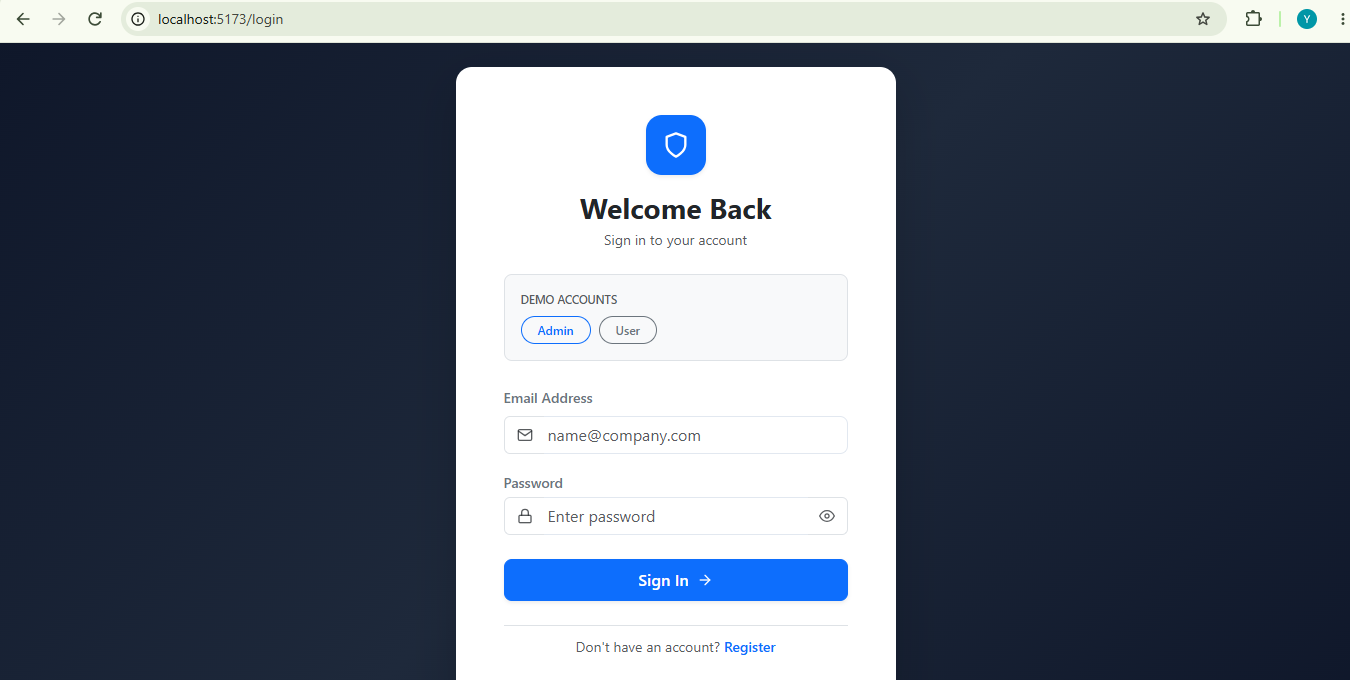 localhost:5173/login
Y
Welcome Back
Sign in to your account
DEMO ACCOUNTS
Admin User
Email Address
name@company.com
Password
Enter password
Sign In →
Don't have an account? Register